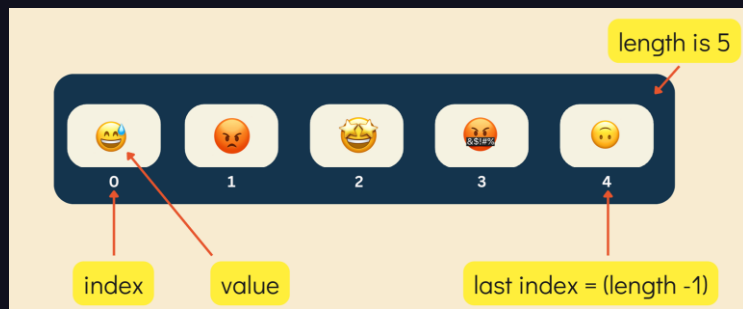 length is 5
&$!#%
0 1 2 3 4
index value last index = (length -1)